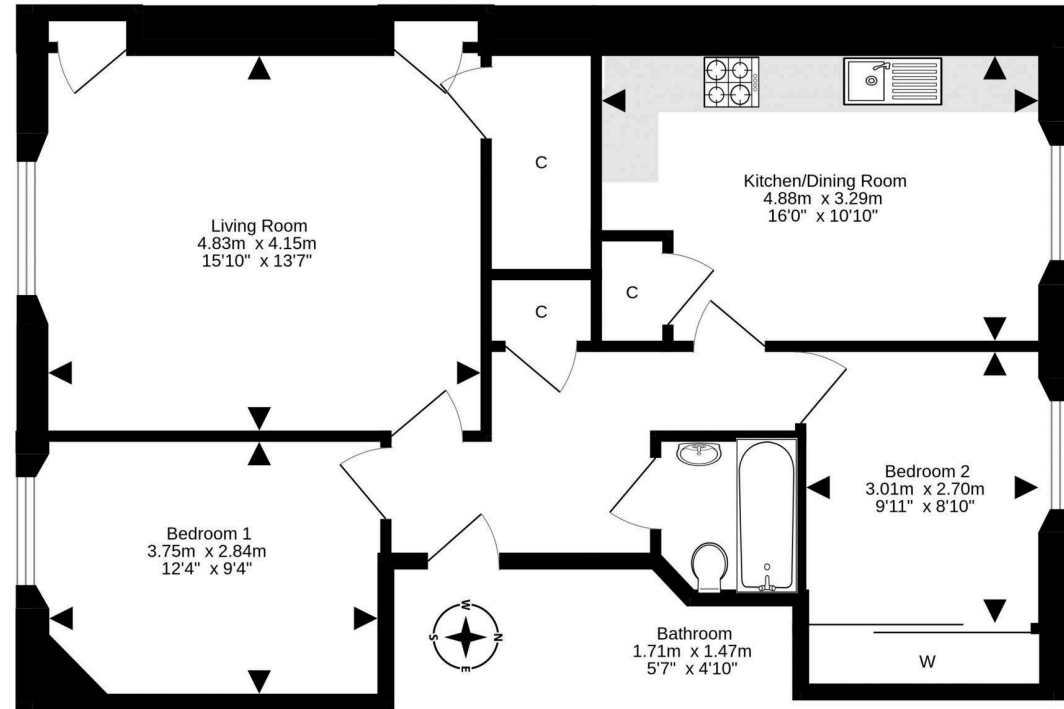 Living Room
4.83m x 4.15m
15'10" x 13'7"
C
C
C
Kitchen/Dining Room
4.88m x 3.29m
16'0" x 10'10"
Bedroom 1
3.75m x 2.84m
12'4" x 9'4"
Bedroom 2
3.01m x 2.70m
9'11" x 8'10"
W
N
S
E
Bathroom
1.71m x 1.47m
5'7" x 4'10"
W